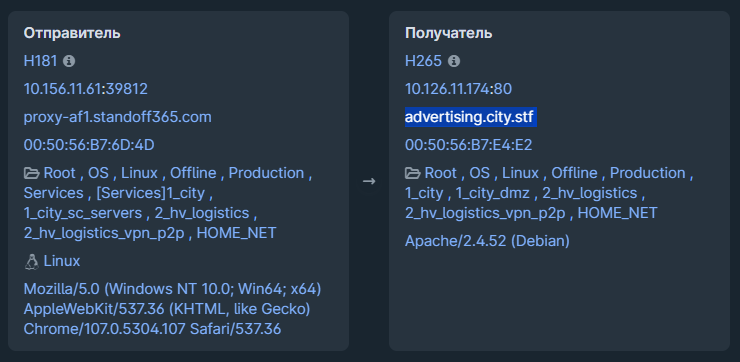 Отправитель
H181
10.156.11.61:39812
proxy-af1.standoff365.com
00:50:56:B7:6D:4D
Root , OS , Linux , Offline , Production ,
Services , [Services]1_city ,
1_city_sc_servers , 2_hv_logistics ,
2_hv_logistics_vpn_p2p , HOME_NET
Linux
Mozilla/5.0 (Windows NT 10.0; Win64; x64)
AppleWebKit/537.36 (KHTML, like Gecko)
Chrome/107.0.5304.107 Safari/537.36
→
Получатель
H265
10.126.11.174:80
advertising.city.stf
00:50:56:B7:E4:E2
Root , OS , Linux , Offline , Production ,
1_city , 1_city_dmz , 2_hv_logistics ,
2_hv_logistics_vpn_p2p , HOME_NET
Apache/2.4.52 (Debian)